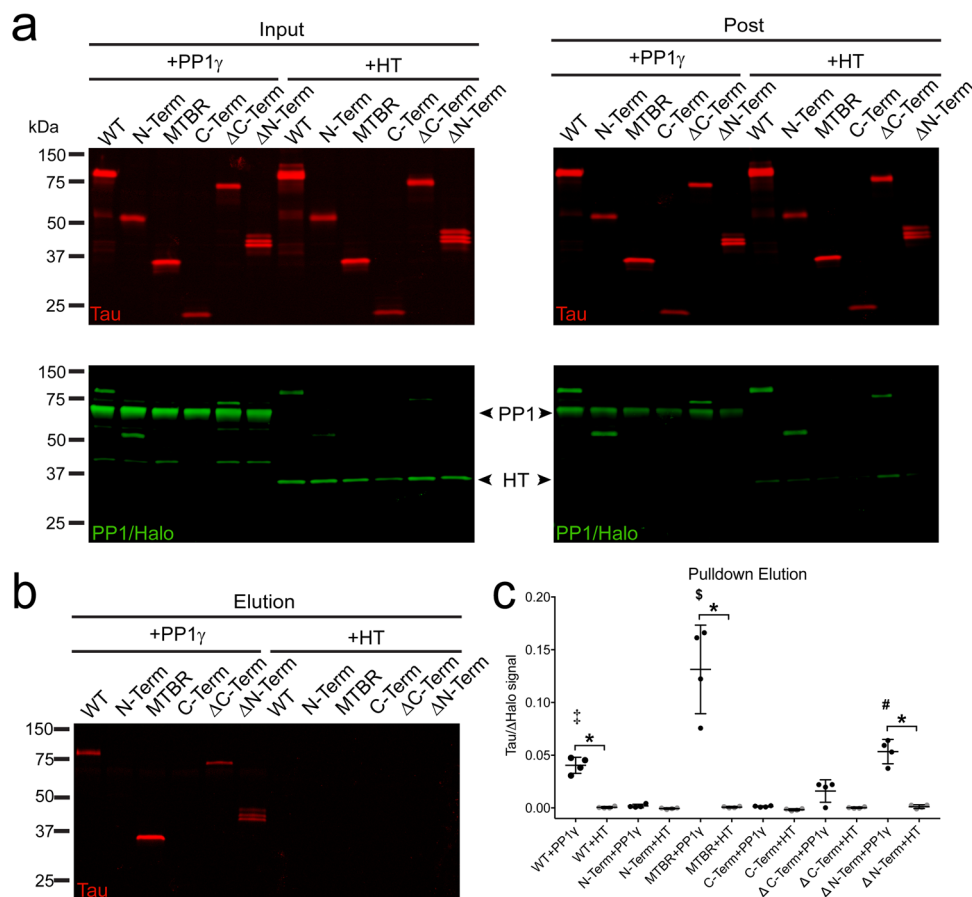 a
Input
Post
+PP1γ
+HT
+PP1γ
+HT
kDa
WT
N-Term
MTBR
C-Term
ΔC-Term
ΔN-Term
WT
N-Term
MTBR
C-Term
ΔC-Term
ΔN-Term
WT
N-Term
MTBR
C-Term
ΔC-Term
ΔN-Term
WT
N-Term
MTBR
C-Term
ΔC-Term
ΔN-Term
150
75
50
37
25
Tau
Tau
150
75
50
37
25
PP1
HT
PP1/Halo
PP1/Halo
b
Elution
+PP1γ
+HT
WT
N-Term
MTBR
C-Term
ΔC-Term
ΔN-Term
WT
N-Term
MTBR
C-Term
ΔC-Term
ΔN-Term
150
75
50
37
25
Tau
c
Pulldown Elution
Tau/ΔHalo signal
0.20
0.15
0.10
0.05
0.00
‡
*
$
*
#
*
WT+PP1γ
WT+HT
N-Term+PP1γ
N-Term+HT
MTBR+PP1γ
MTBR+HT
C-Term+PP1γ
C-Term+HT
Δ C-Term+PP1γ
Δ C-Term+HT
Δ N-Term+PP1γ
Δ N-Term+HT